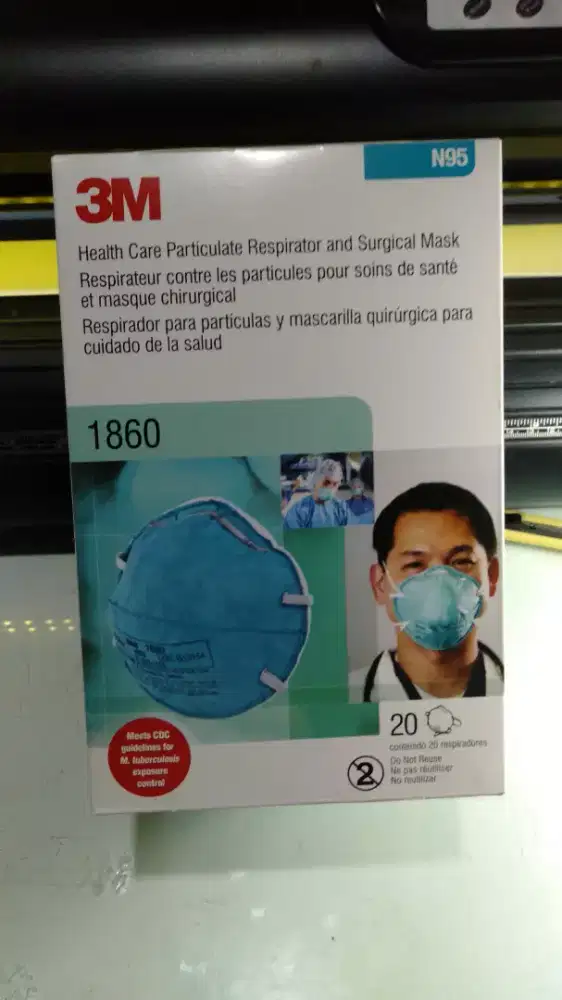 N95
3M
Health Care Particulate Respirator and Surgical Mask
Respirateur contre les particules pour soins de santé
et masque chirurgical
Respirador para particulas y mascarilla quirúrgica para
cuidado de la salud
1860
Meets CDC
guidelines for
M. tuberculosis
exposure
control
20
contenido 20 respiradores
2
Do Not Reuse
Ne pas réutiliser
No reutilizar